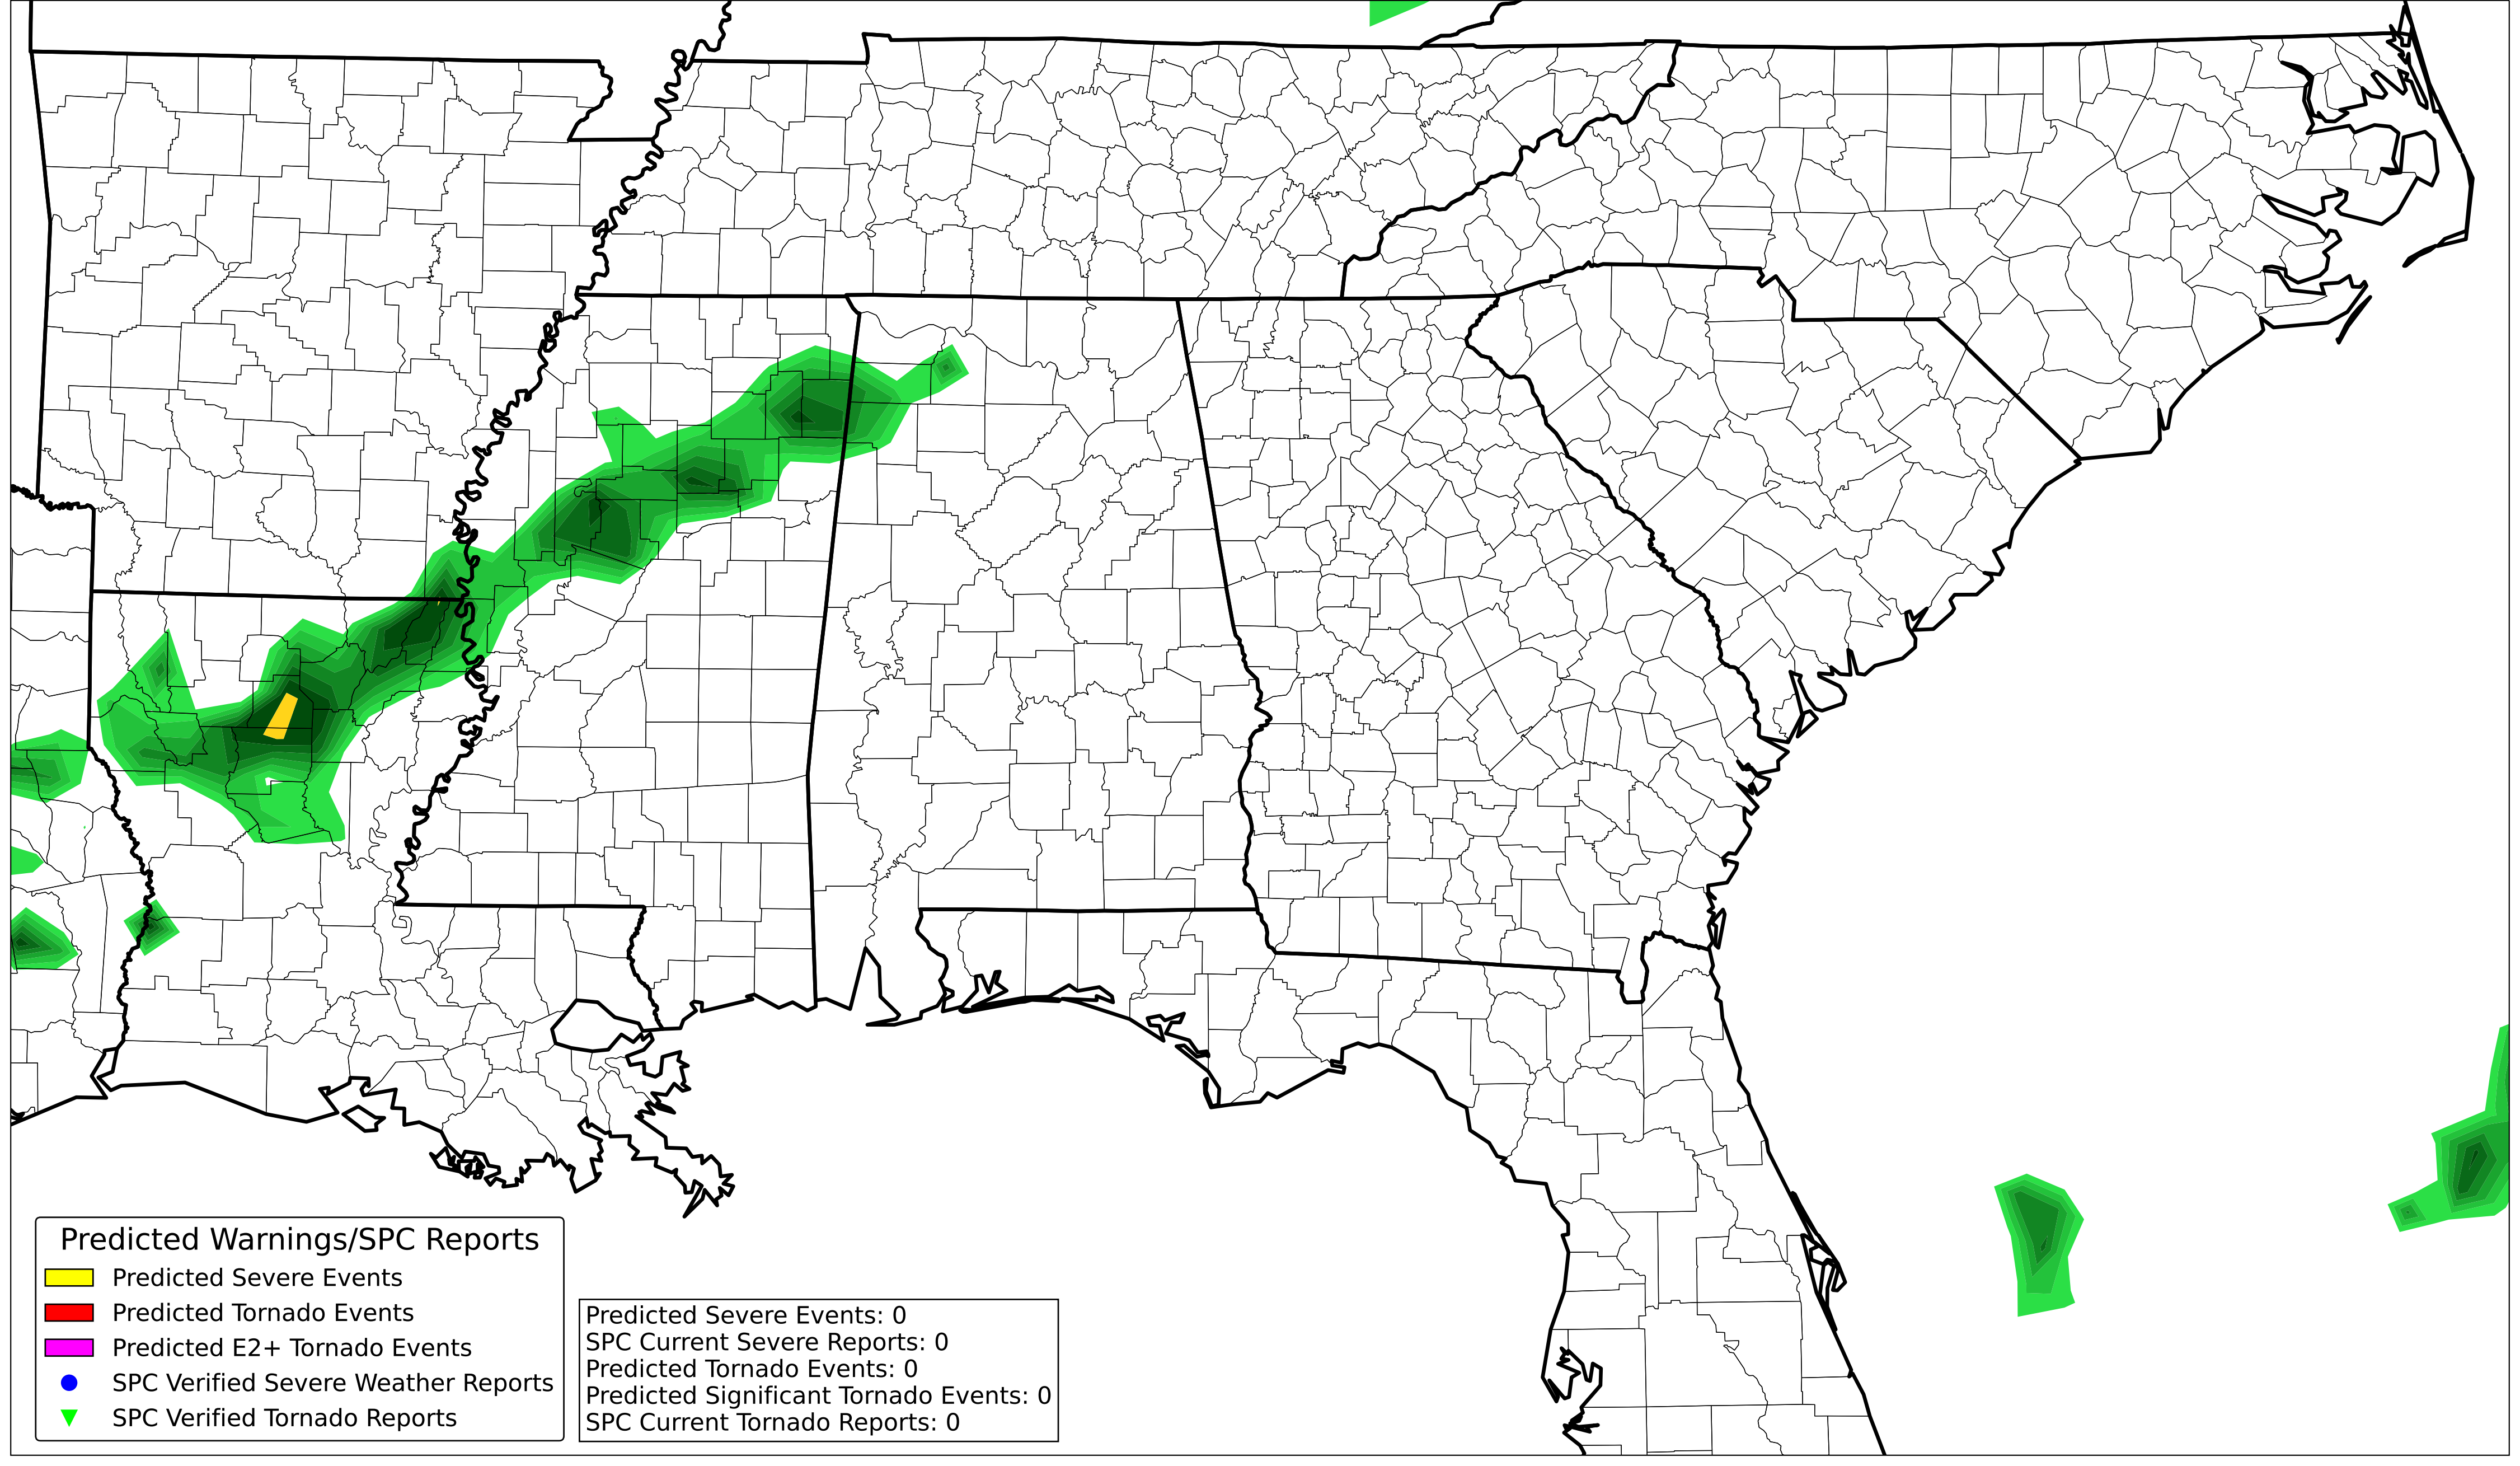 Predicted Warnings/SPC Reports
Predicted Severe Events
Predicted Tornado Events
Predicted E2+ Tornado Events
SPC Verified Severe Weather Reports
SPC Verified Tornado Reports
Predicted Severe Events: 0
SPC Current Severe Reports: 0
Predicted Tornado Events: 0
Predicted Significant Tornado Events: 0
SPC Current Tornado Reports: 0